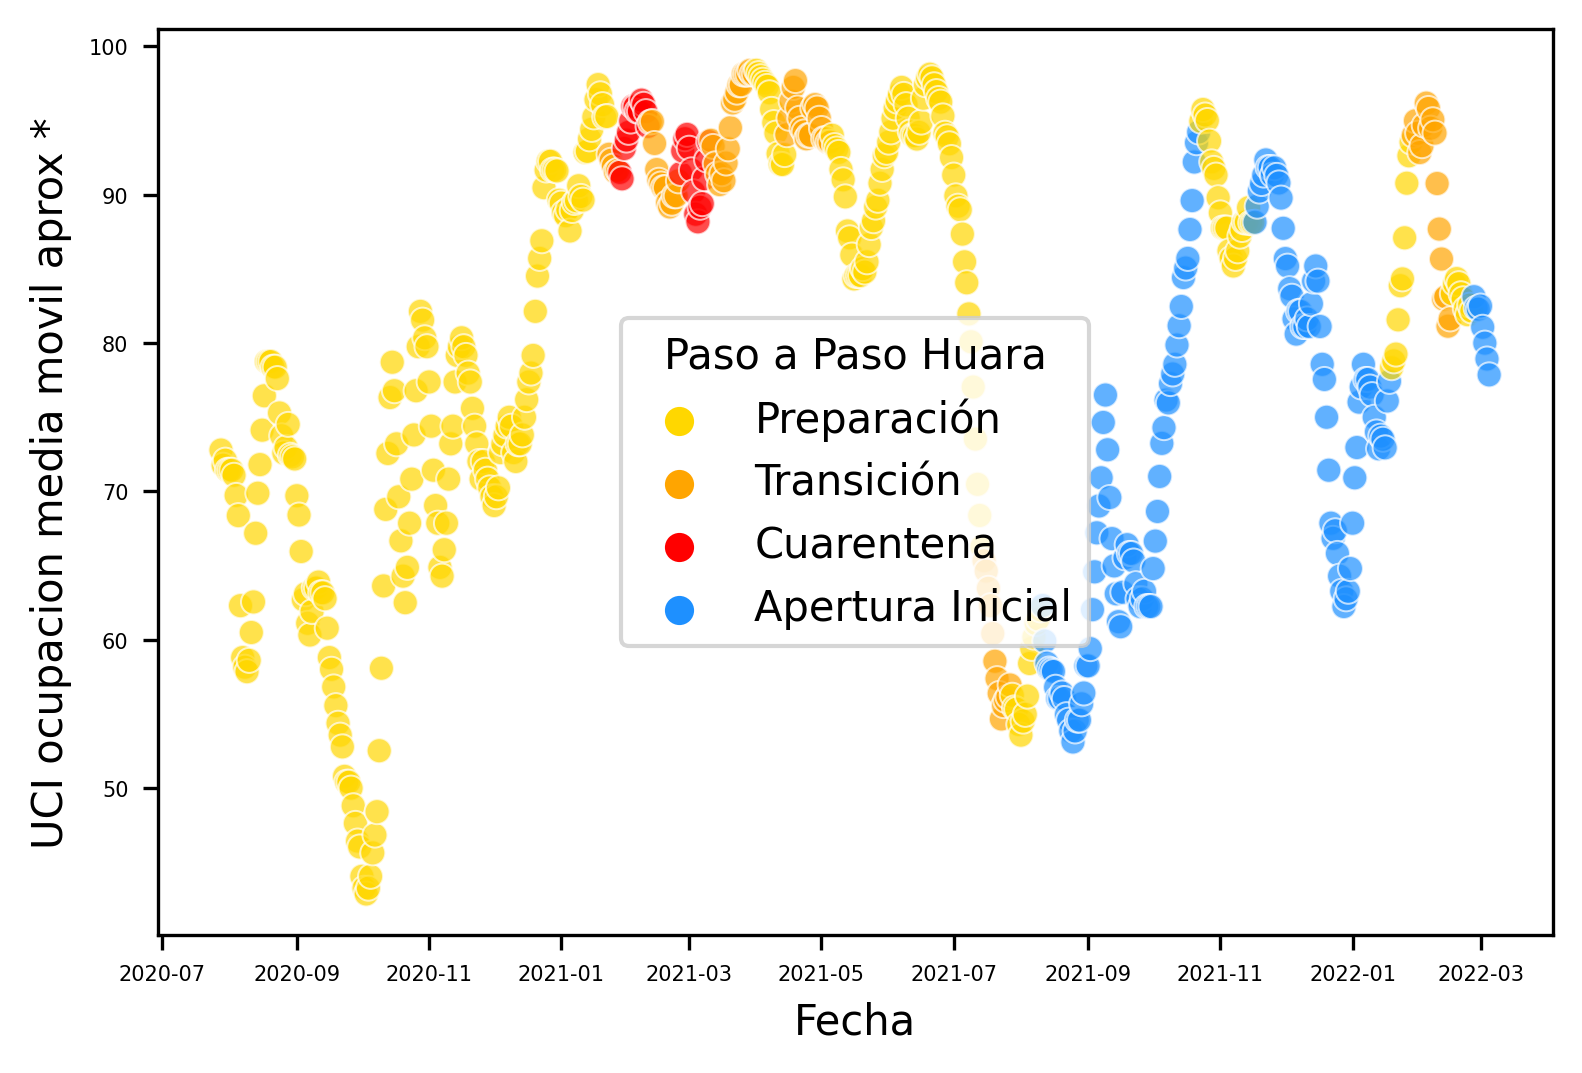 UCI ocupacion media movil aprox *
100
90
80
70
60
50
Paso a Paso Huara
Preparación
Transición
Cuarentena
Apertura Inicial
2020-07 2020-09 2020-11 2021-01 2021-03 2021-05 2021-07 2021-09 2021-11 2022-01 2022-03
Fecha